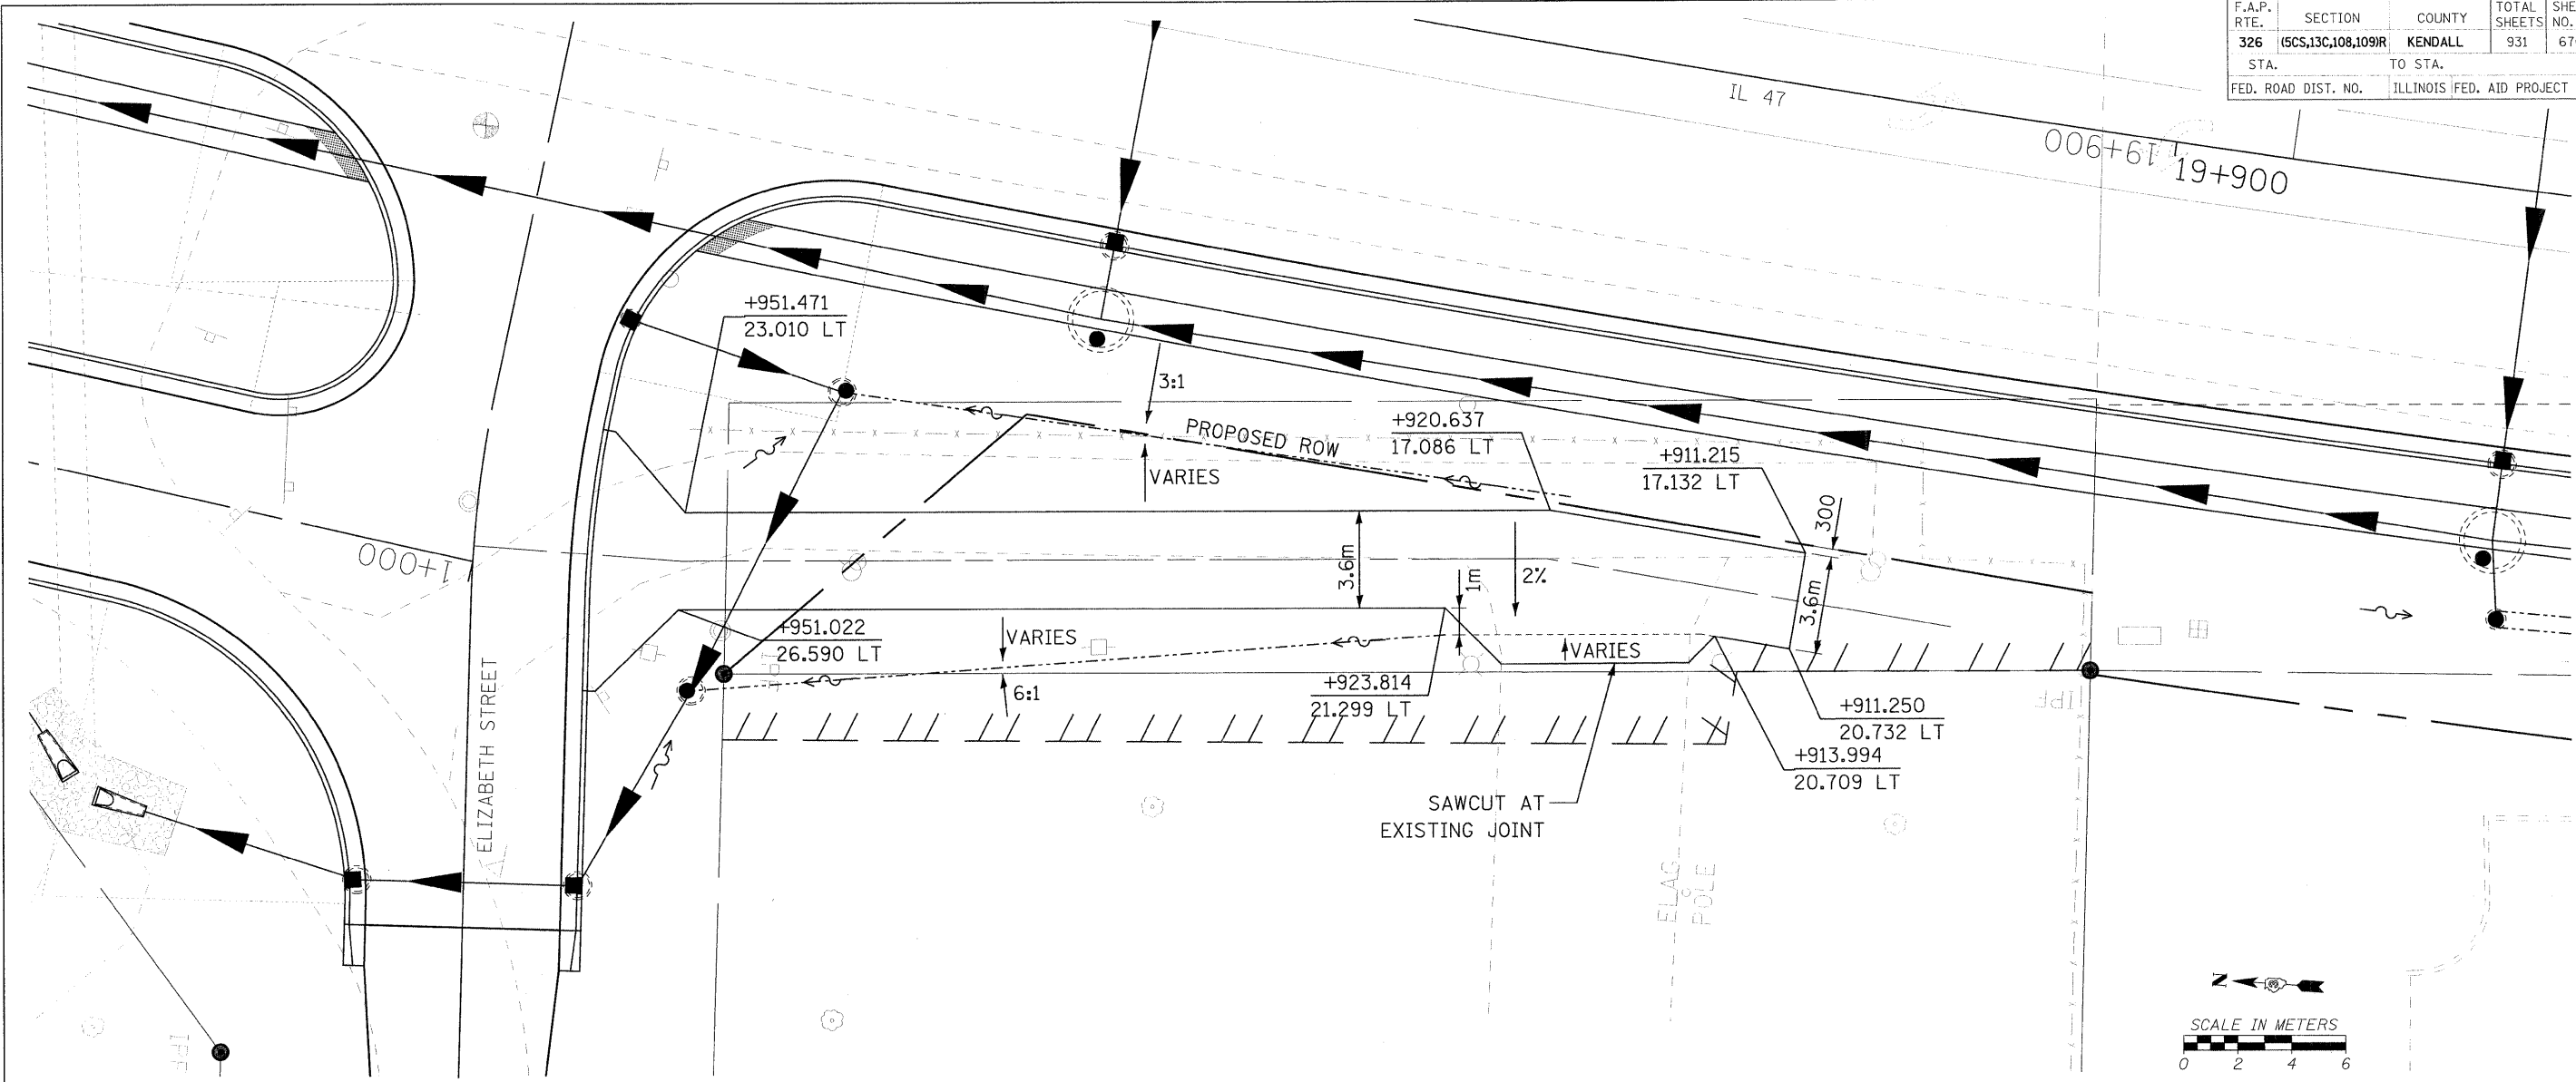 F.A.P. RTE. SECTION COUNTY TOTAL SHEETS
326 (5CS,13C,108,109)R KENDALL 931
STA. TO STA.
FED. ROAD DIST. NO. ILLINOIS FED. AID PROJECT
IL 47
19+900
19+900
+951.471
23.010 LT
3:1
PROPOSED ROW
VARIES
+920.637
17.086 LT
+911.215
17.132 LT
300
1+000
3.6m
1m
2%
3.6m
+951.022
26.590 LT
VARIES
6:1
VARIES
+923.814
21.299 LT
+911.250
20.732 LT
+913.994
20.709 LT
IPF
ELIZABETH STREET
SAWCUT AT
EXISTING JOINT
FLAG
POLE
IPF
N
SCALE IN METERS
0 2 4 6